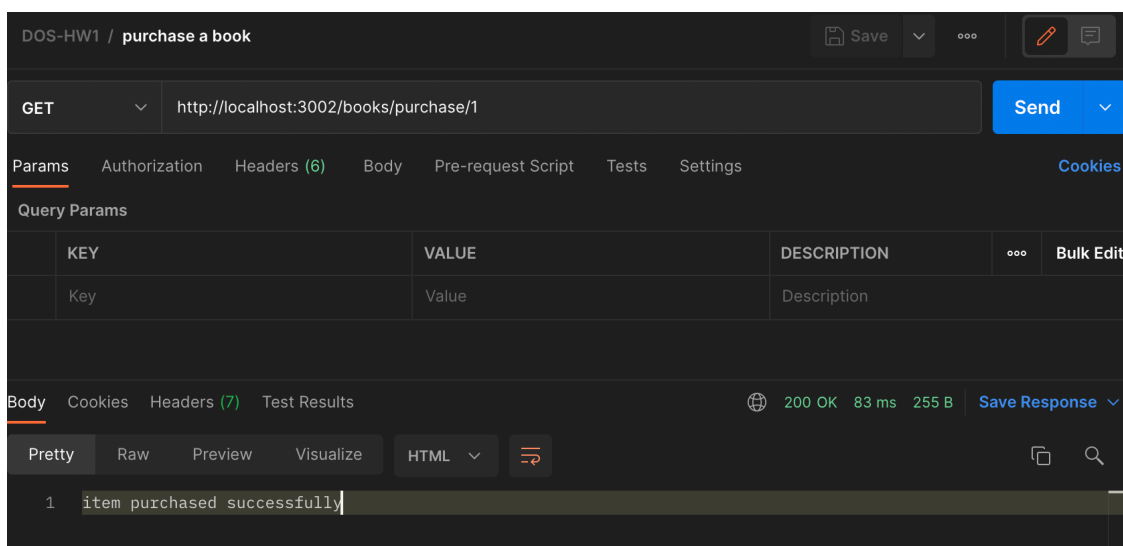 DOS-HW1 / purchase a book Save ooo
GET http://localhost:3002/books/purchase/1 Send
Params Authorization Headers (6) Body Pre-request Script Tests Settings Cookies
Query Params
KEY VALUE DESCRIPTION ooo Bulk Edit
Key Value Description
Body Cookies Headers (7) Test Results 200 OK 83 ms 255 B Save Response
Pretty Raw Preview Visualize HTML
1 item purchased successfully